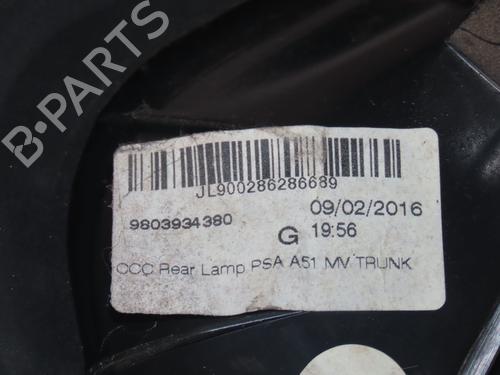 B-PARTS
JL900286286689
9803934380
09/02/2016
G 19:56
CCC Rear Lamp PSA A51 MV TRUNK